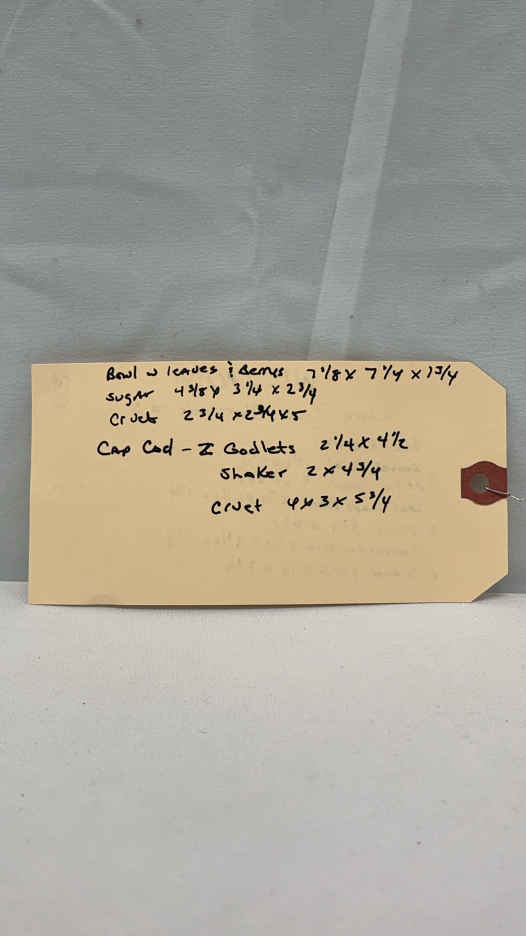 Bowl w leaves & Berries 7 1/8 x 7 1/4 x 1 3/4
Sugar 4 3/8 x 3 1/4 x 2 3/4
Cruets 2 3/4 x 2 3/4 x 5
Cap Cod - 2 Godlets 2 1/4 x 4 1/2
Shaker 2 x 4 3/4
Cruet 4 x 3 x 5 3/4